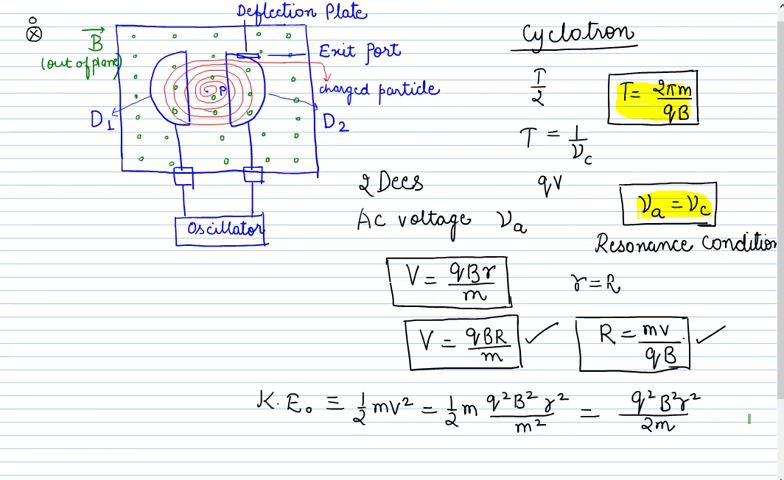 Deflection Plate
B
(out of plane)
Exit Port
charged particle
P
D1
D2
Oscillator
Cyclotron
T/2
T = 2πm/qB
T = 1/νc
2 Dees
qV
AC voltage νa
νa = νc
Resonance Condition
V = qBr/m
r = R
V = qBR/m
R = mv/qB
K.E. ≡ 1/2 mv² = 1/2 m q²B²r²/m² = q²B²r²/2m